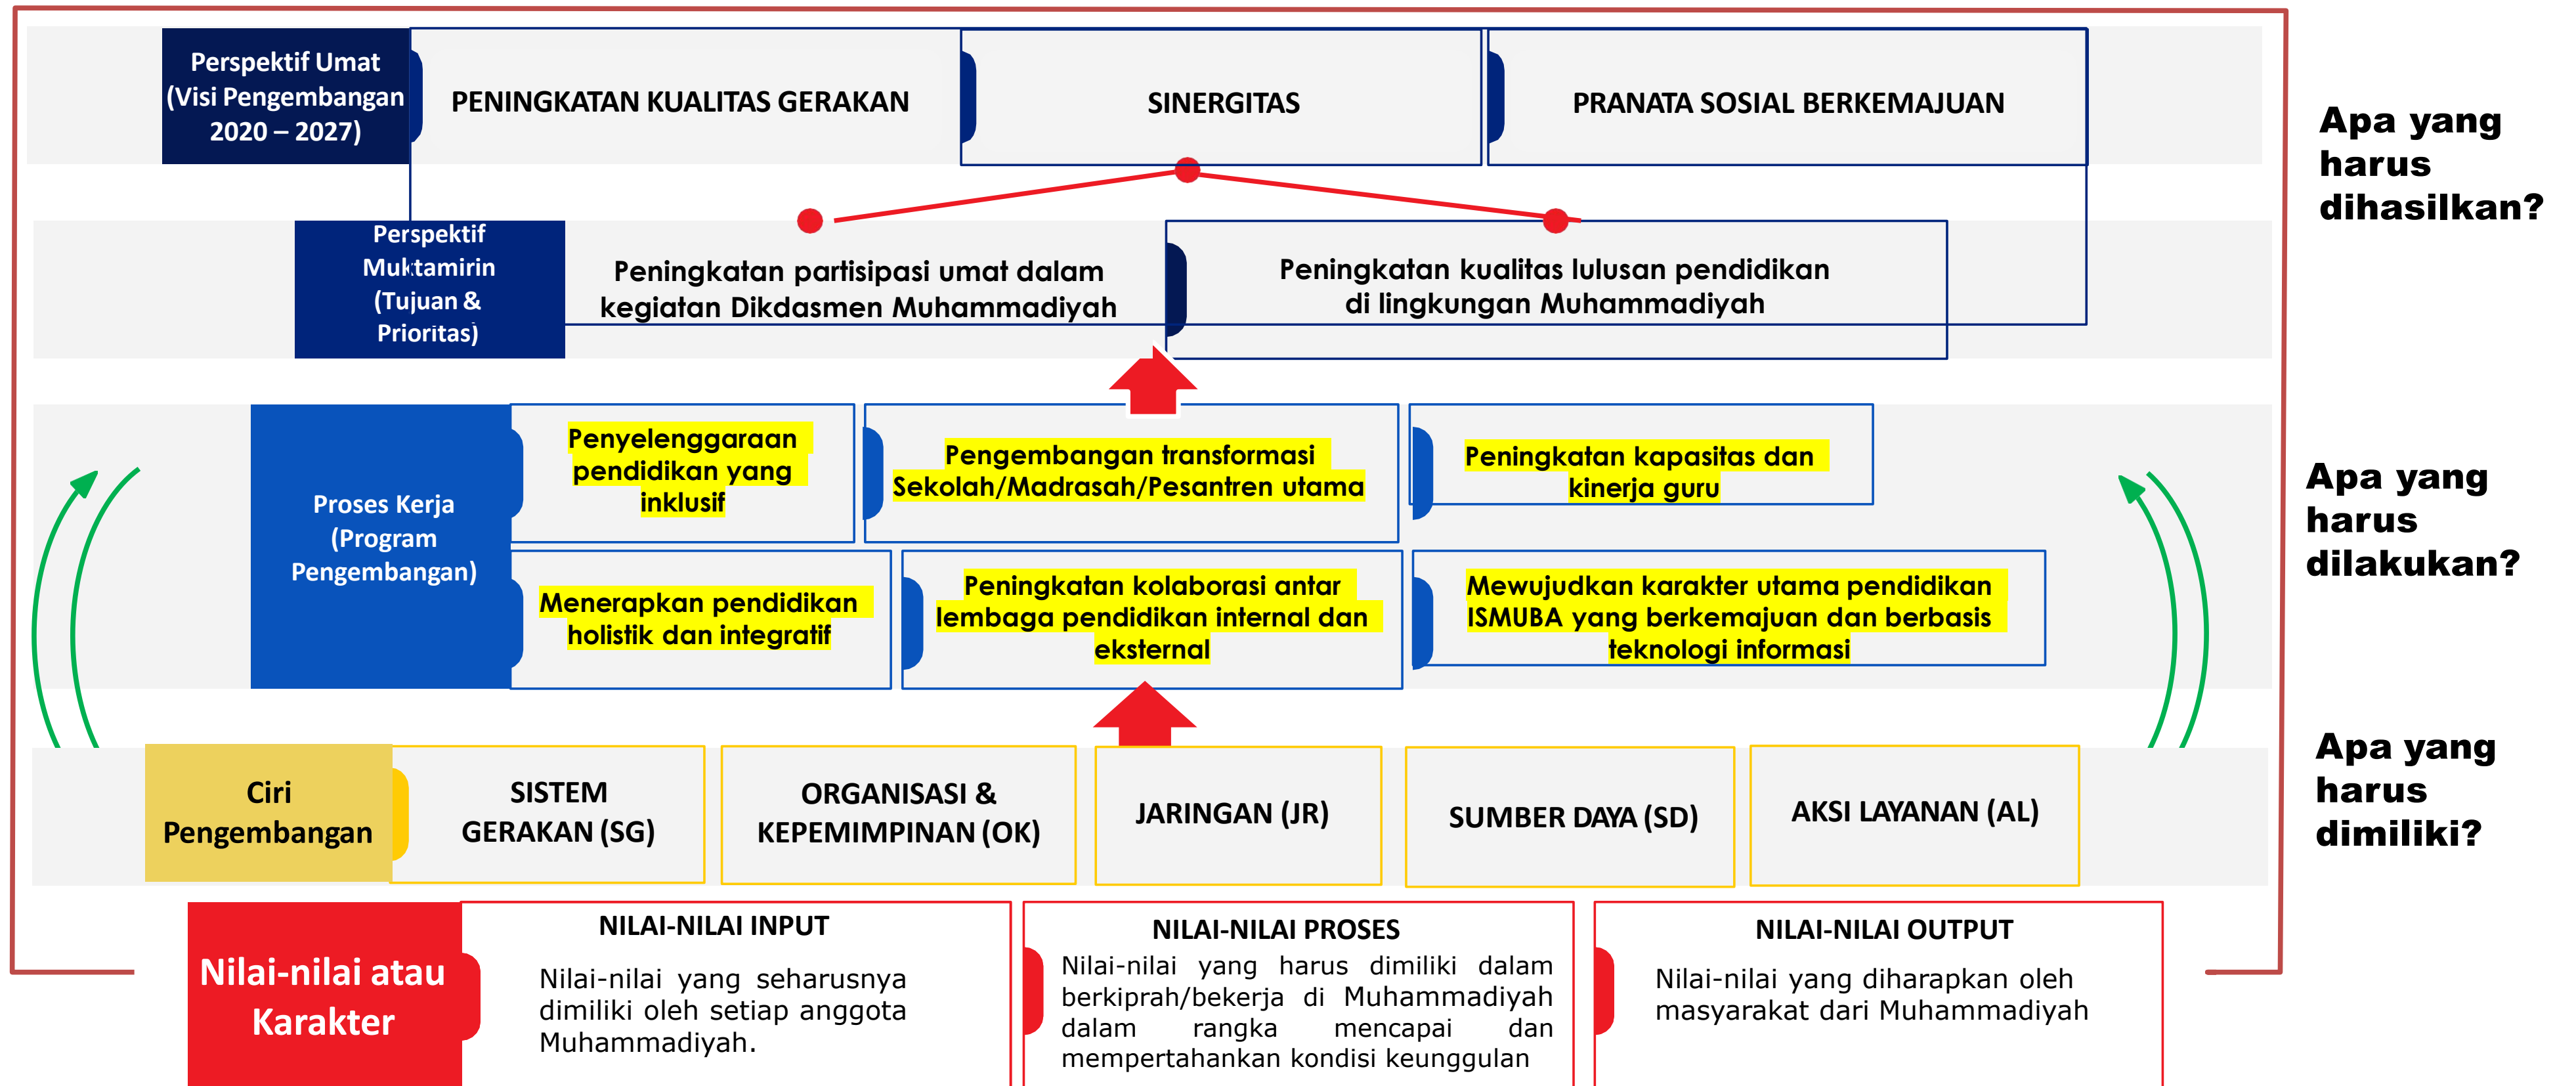 Perspektif Umat
(Visi Pengembangan
2020 – 2027)
PENINGKATAN KUALITAS GERAKAN
SINERGITAS
PRANATA SOSIAL BERKEMAJUAN
Apa yang
harus
dihasilkan?
Perspektif
Muktamirin
(Tujuan &
Prioritas)
Peningkatan partisipasi umat dalam
kegiatan Dikdasmen Muhammadiyah
Peningkatan kualitas lulusan pendidikan
di lingkungan Muhammadiyah
Proses Kerja
(Program
Pengembangan)
Penyelenggaraan
pendidikan yang
inklusif
Pengembangan transformasi
Sekolah/Madrasah/Pesantren utama
Peningkatan kapasitas dan
kinerja guru
Menerapkan pendidikan
holistik dan integratif
Peningkatan kolaborasi antar
lembaga pendidikan internal dan
eksternal
Mewujudkan karakter utama pendidikan
ISMUBA yang berkemajuan dan berbasis
teknologi informasi
Apa yang
harus
dilakukan?
Ciri
Pengembangan
SISTEM
GERAKAN (SG)
ORGANISASI &
KEPEMIMPINAN (OK)
JARINGAN (JR)
SUMBER DAYA (SD)
AKSI LAYANAN (AL)
Apa yang
harus
dimiliki?
Nilai-nilai atau
Karakter
NILAI-NILAI INPUT
Nilai-nilai yang seharusnya
dimiliki oleh setiap anggota
Muhammadiyah.
NILAI-NILAI PROSES
Nilai-nilai yang harus dimiliki dalam
berkiprah/bekerja di Muhammadiyah
dalam rangka mencapai dan
mempertahankan kondisi keunggulan
NILAI-NILAI OUTPUT
Nilai-nilai yang diharapkan oleh
masyarakat dari Muhammadiyah